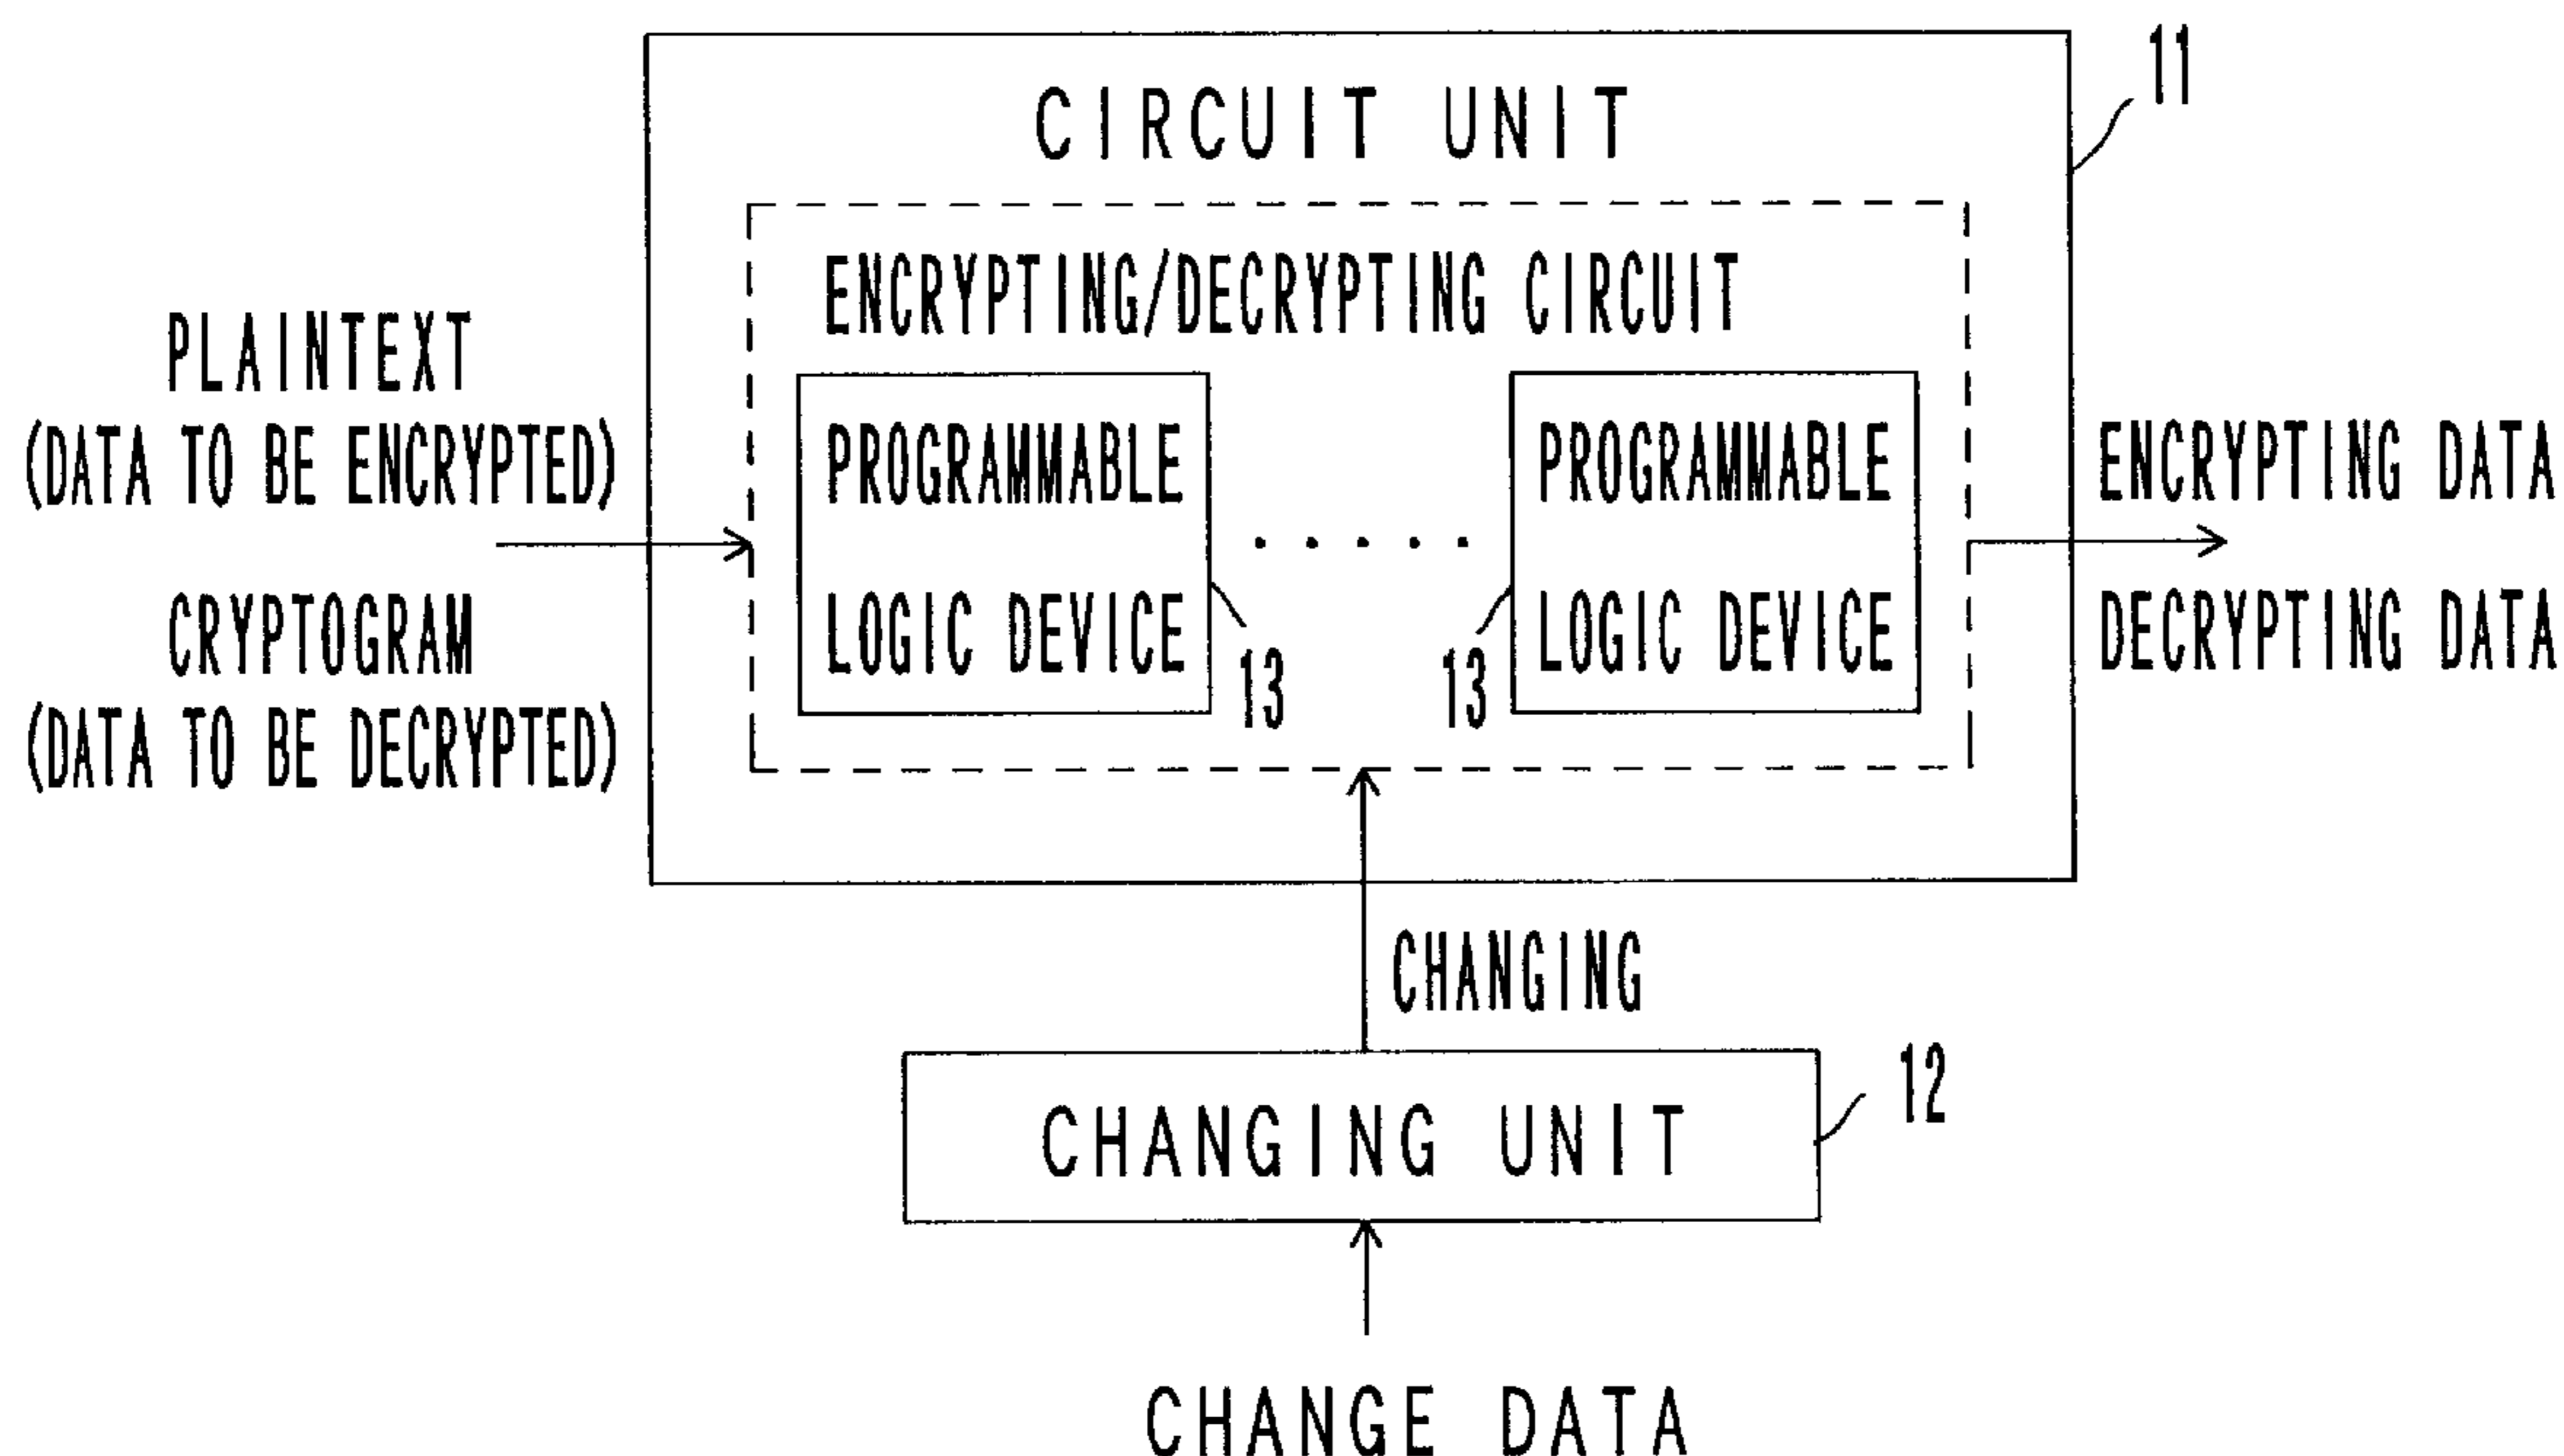 11
CIRCUIT UNIT
ENCRYPTING/DECRYPTING CIRCUIT
PLAINTEXT
(DATA TO BE ENCRYPTED)
CRYPTOGRAM
(DATA TO BE DECRYPTED)
PROGRAMMABLE
LOGIC DEVICE
13
. . . . .
PROGRAMMABLE
LOGIC DEVICE
13
ENCRYPTING DATA
DECRYPTING DATA
CHANGING
CHANGING UNIT
12
CHANGE DATA